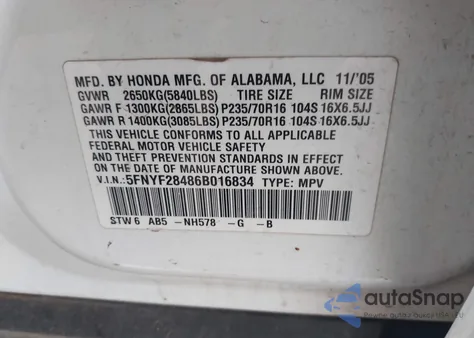 MFD. BY HONDA MFG. OF ALABAMA, LLC 11/'05
GVWR 2650KG(5840LBS) TIRE SIZE RIM SIZE
GAWR F 1300KG(2865LBS) P235/70R16 104S 16X6.5JJ
GAWR R 1400KG(3085LBS) P235/70R16 104S 16X6.5JJ
THIS VEHICLE CONFORMS TO ALL APPLICABLE
FEDERAL MOTOR VEHICLE SAFETY
STANDARDS IN EFFECT ON THE DATE OF
MANUFACTURE SHOWN ABOVE.
V.I.N.: 5FNYF28486B016834 TYPE: MPV
STW 6 AB5 -NH578 -G -B
autoSnap